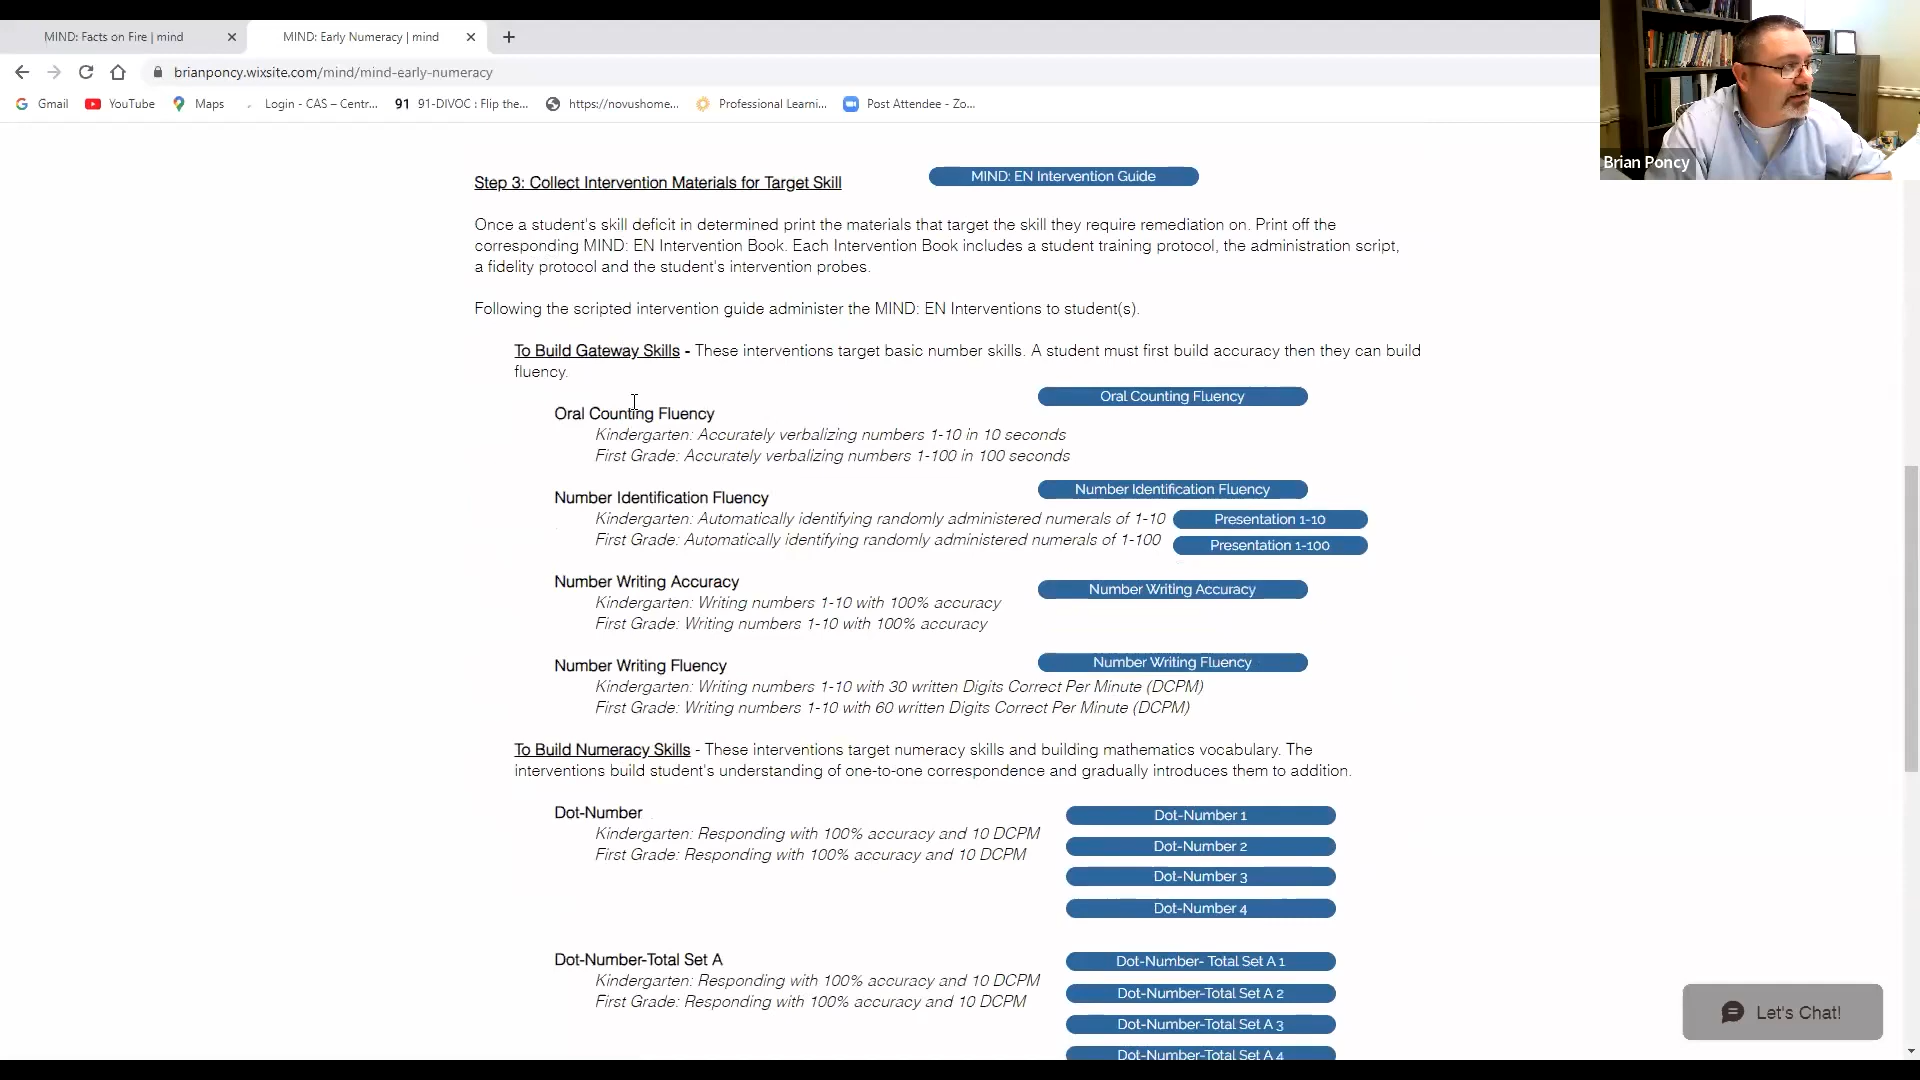 MIND: Facts on Fire | mind
MIND: Early Numeracy | mind
brianponcy.wixsite.com/mind/mind-early-numeracy
Gmail
YouTube
Maps
Login - CAS – Centr...
91 91-DIVOC : Flip the...
https://novushome...
Professional Learni...
Post Attendee - Zo...
Brian Poncy
Step 3: Collect Intervention Materials for Target Skill
MIND: EN Intervention Guide
Once a student's skill deficit in determined print the materials that target the skill they require remediation on. Print off the
corresponding MIND: EN Intervention Book. Each Intervention Book includes a student training protocol, the administration script,
a fidelity protocol and the student's intervention probes.
Following the scripted intervention guide administer the MIND: EN Interventions to student(s).
To Build Gateway Skills - These interventions target basic number skills. A student must first build accuracy then they can build
fluency.
Oral Counting Fluency
Oral Counting Fluency
Kindergarten: Accurately verbalizing numbers 1-10 in 10 seconds
First Grade: Accurately verbalizing numbers 1-100 in 100 seconds
Number Identification Fluency
Number Identification Fluency
Kindergarten: Automatically identifying randomly administered numerals of 1-10
Presentation 1-10
First Grade: Automatically identifying randomly administered numerals of 1-100
Presentation 1-100
Number Writing Accuracy
Number Writing Accuracy
Kindergarten: Writing numbers 1-10 with 100% accuracy
First Grade: Writing numbers 1-10 with 100% accuracy
Number Writing Fluency
Number Writing Fluency
Kindergarten: Writing numbers 1-10 with 30 written Digits Correct Per Minute (DCPM)
First Grade: Writing numbers 1-10 with 60 written Digits Correct Per Minute (DCPM)
To Build Numeracy Skills - These interventions target numeracy skills and building mathematics vocabulary. The
interventions build student's understanding of one-to-one correspondence and gradually introduces them to addition.
Dot-Number
Kindergarten: Responding with 100% accuracy and 10 DCPM
First Grade: Responding with 100% accuracy and 10 DCPM
Dot-Number 1
Dot-Number 2
Dot-Number 3
Dot-Number 4
Dot-Number-Total Set A
Kindergarten: Responding with 100% accuracy and 10 DCPM
First Grade: Responding with 100% accuracy and 10 DCPM
Dot-Number- Total Set A 1
Dot-Number-Total Set A 2
Dot-Number-Total Set A 3
Dot-Number-Total Set A 4
Let's Chat!